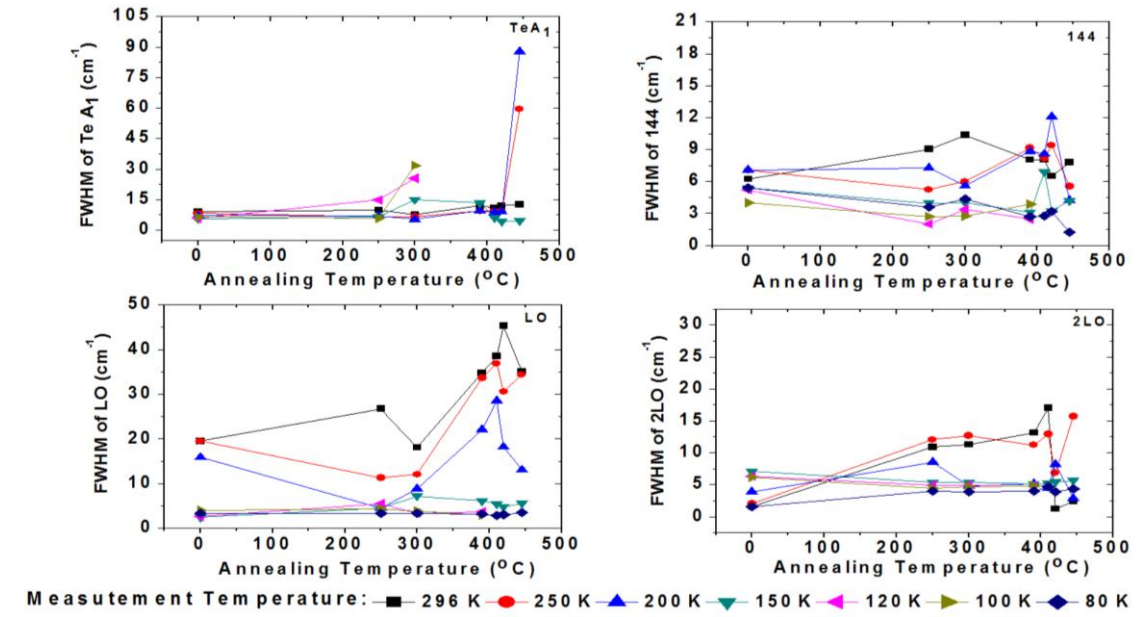 TeA1
FWHM of Te A1 (cm-1)
105
90
75
60
45
30
15
0
0 100 200 300 400 500
Annealing Temperature (OC)
144
FWHM of 144 (cm-1)
21
18
15
12
9
6
3
0
0 100 200 300 400 500
Annealing Temperature (OC)
LO
FWHM of LO (cm-1)
50
40
30
20
10
0
0 100 200 300 400 500
Annealing Temperature (OC)
2LO
FWHM of 2LO (cm-1)
30
25
20
15
10
5
0
0 100 200 300 400 500
Annealing Temperature (OC)
Measutement Temperature: 296 K 250 K 200 K 150 K 120 K 100 K 80 K